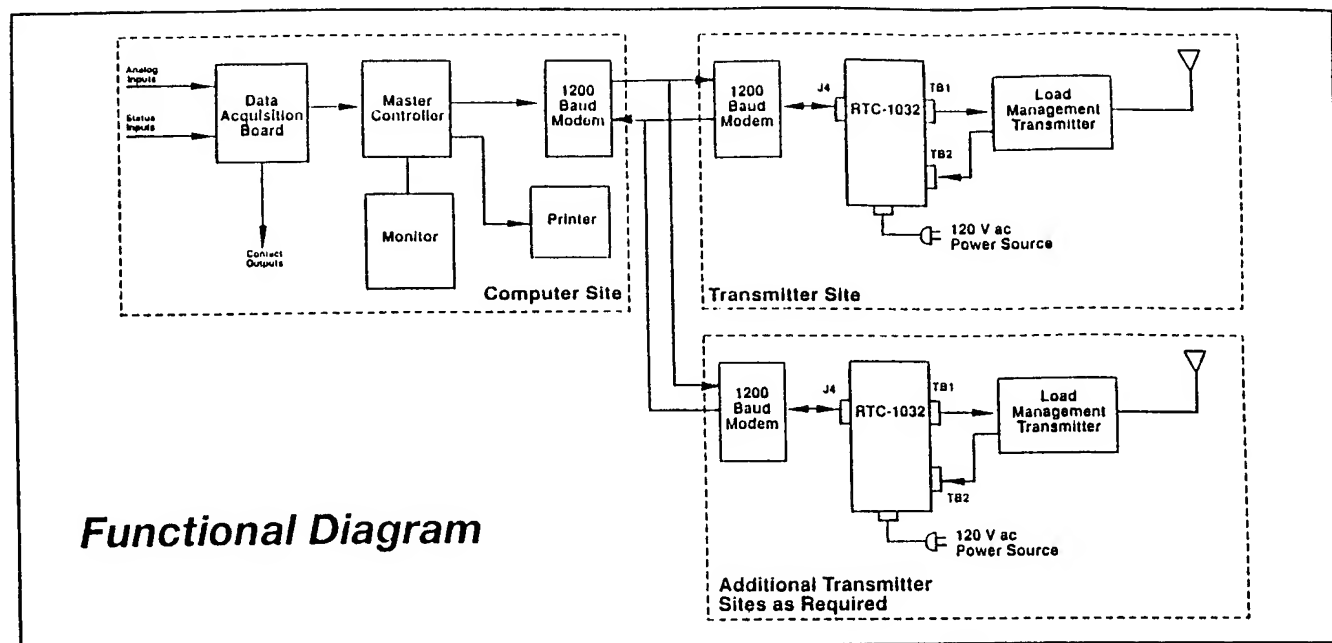 Analog
Inputs
Status
Inputs
Data
Acquisition
Board
Contact
Outputs
Master
Controller
Monitor
1200
Baud
Modem
Printer
Computer Site
1200
Baud
Modem
J4
RTC-1032
TB1
TB2
Load
Management
Transmitter
120 V ac
Power Source
Transmitter Site
1200
Baud
Modem
J4
RTC-1032
TB1
TB2
Load
Management
Transmitter
120 V ac
Power Source
Additional Transmitter
Sites as Required
Functional Diagram